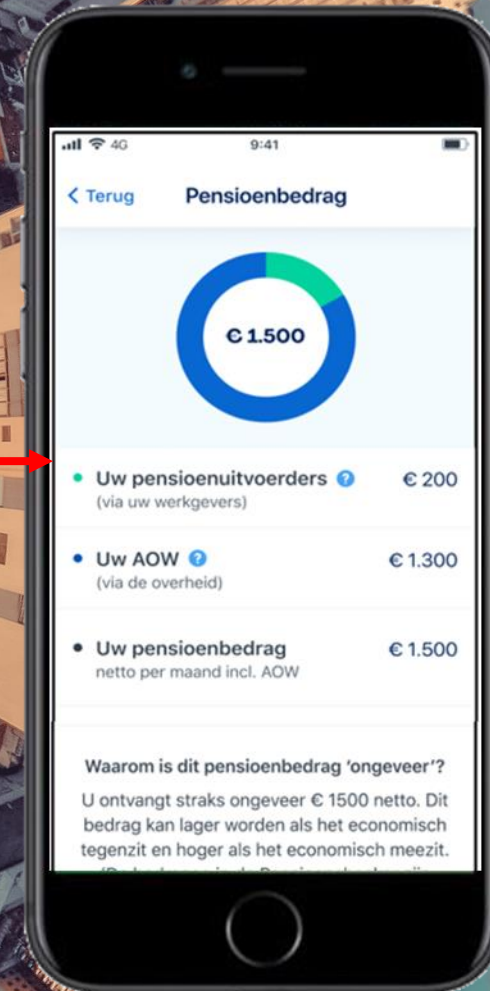 4G 9:41
Terug Pensioenbedrag
€ 1.500
Uw pensioenuitvoerders ? € 200
(via uw werkgevers)
Uw AOW ? € 1.300
(via de overheid)
Uw pensioenbedrag € 1.500
netto per maand incl. AOW
Waarom is dit pensioenbedrag 'ongeveer'?
U ontvangt straks ongeveer € 1500 netto. Dit
bedrag kan lager worden als het economisch
tegenzit en hoger als het economisch meezit.